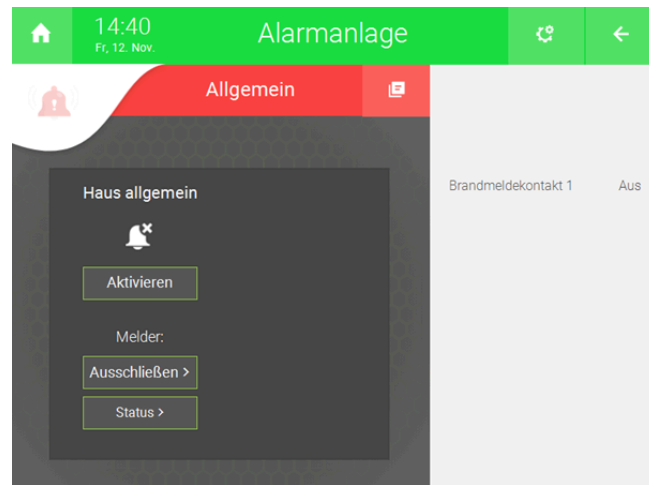 14:40
Fr, 12. Nov.
Alarmanlage
Allgemein
Haus allgemein
Aktivieren
Melder:
Ausschließen >
Status >
Brandmeldekontakt 1 Aus